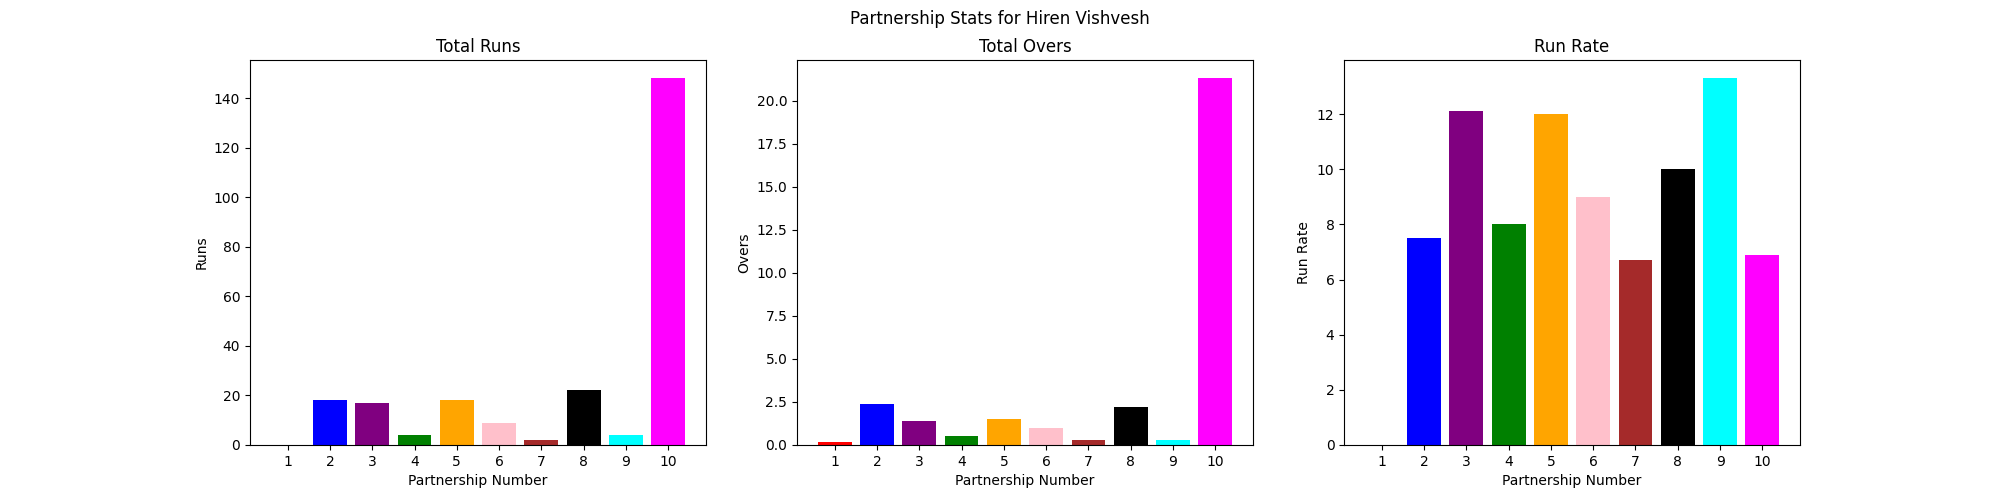 Partnership Stats for Hiren Vishvesh
Total Runs
Runs
140
120
100
80
60
40
20
0
1 2 3 4 5 6 7 8 9 10
Partnership Number
Total Overs
Overs
20.0
17.5
15.0
12.5
10.0
7.5
5.0
2.5
0.0
1 2 3 4 5 6 7 8 9 10
Partnership Number
Run Rate
Run Rate
12
10
8
6
4
2
0
1 2 3 4 5 6 7 8 9 10
Partnership Number